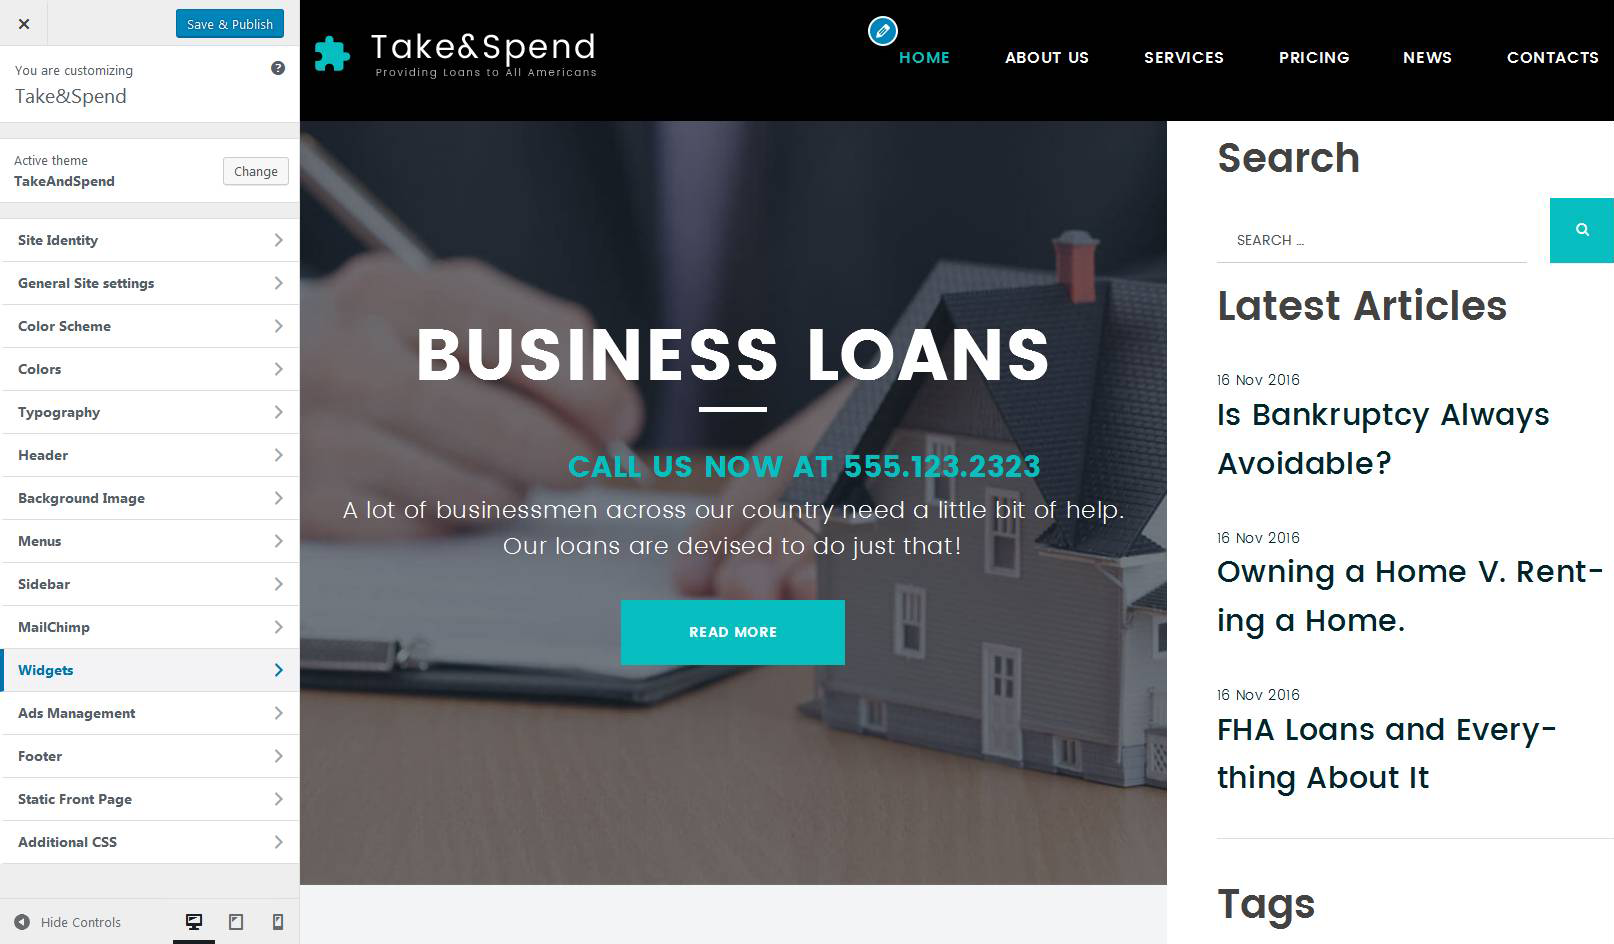 Save & Publish
You are customizing
Take&Spend
Active theme
TakeAndSpend
Change
Site Identity
General Site settings
Color Scheme
Colors
Typography
Header
Background Image
Menus
Sidebar
MailChimp
Widgets
Ads Management
Footer
Static Front Page
Additional CSS
Hide Controls
Take&Spend
Providing Loans to All Americans
HOME ABOUT US SERVICES PRICING NEWS CONTACTS
BUSINESS LOANS
CALL US NOW AT 555.123.2323
A lot of businessmen across our country need a little bit of help.
Our loans are devised to do just that!
READ MORE
Search
SEARCH ...
Latest Articles
16 Nov 2016
Is Bankruptcy Always
Avoidable?
16 Nov 2016
Owning a Home V. Rent-
ing a Home.
16 Nov 2016
FHA Loans and Every-
thing About It
Tags